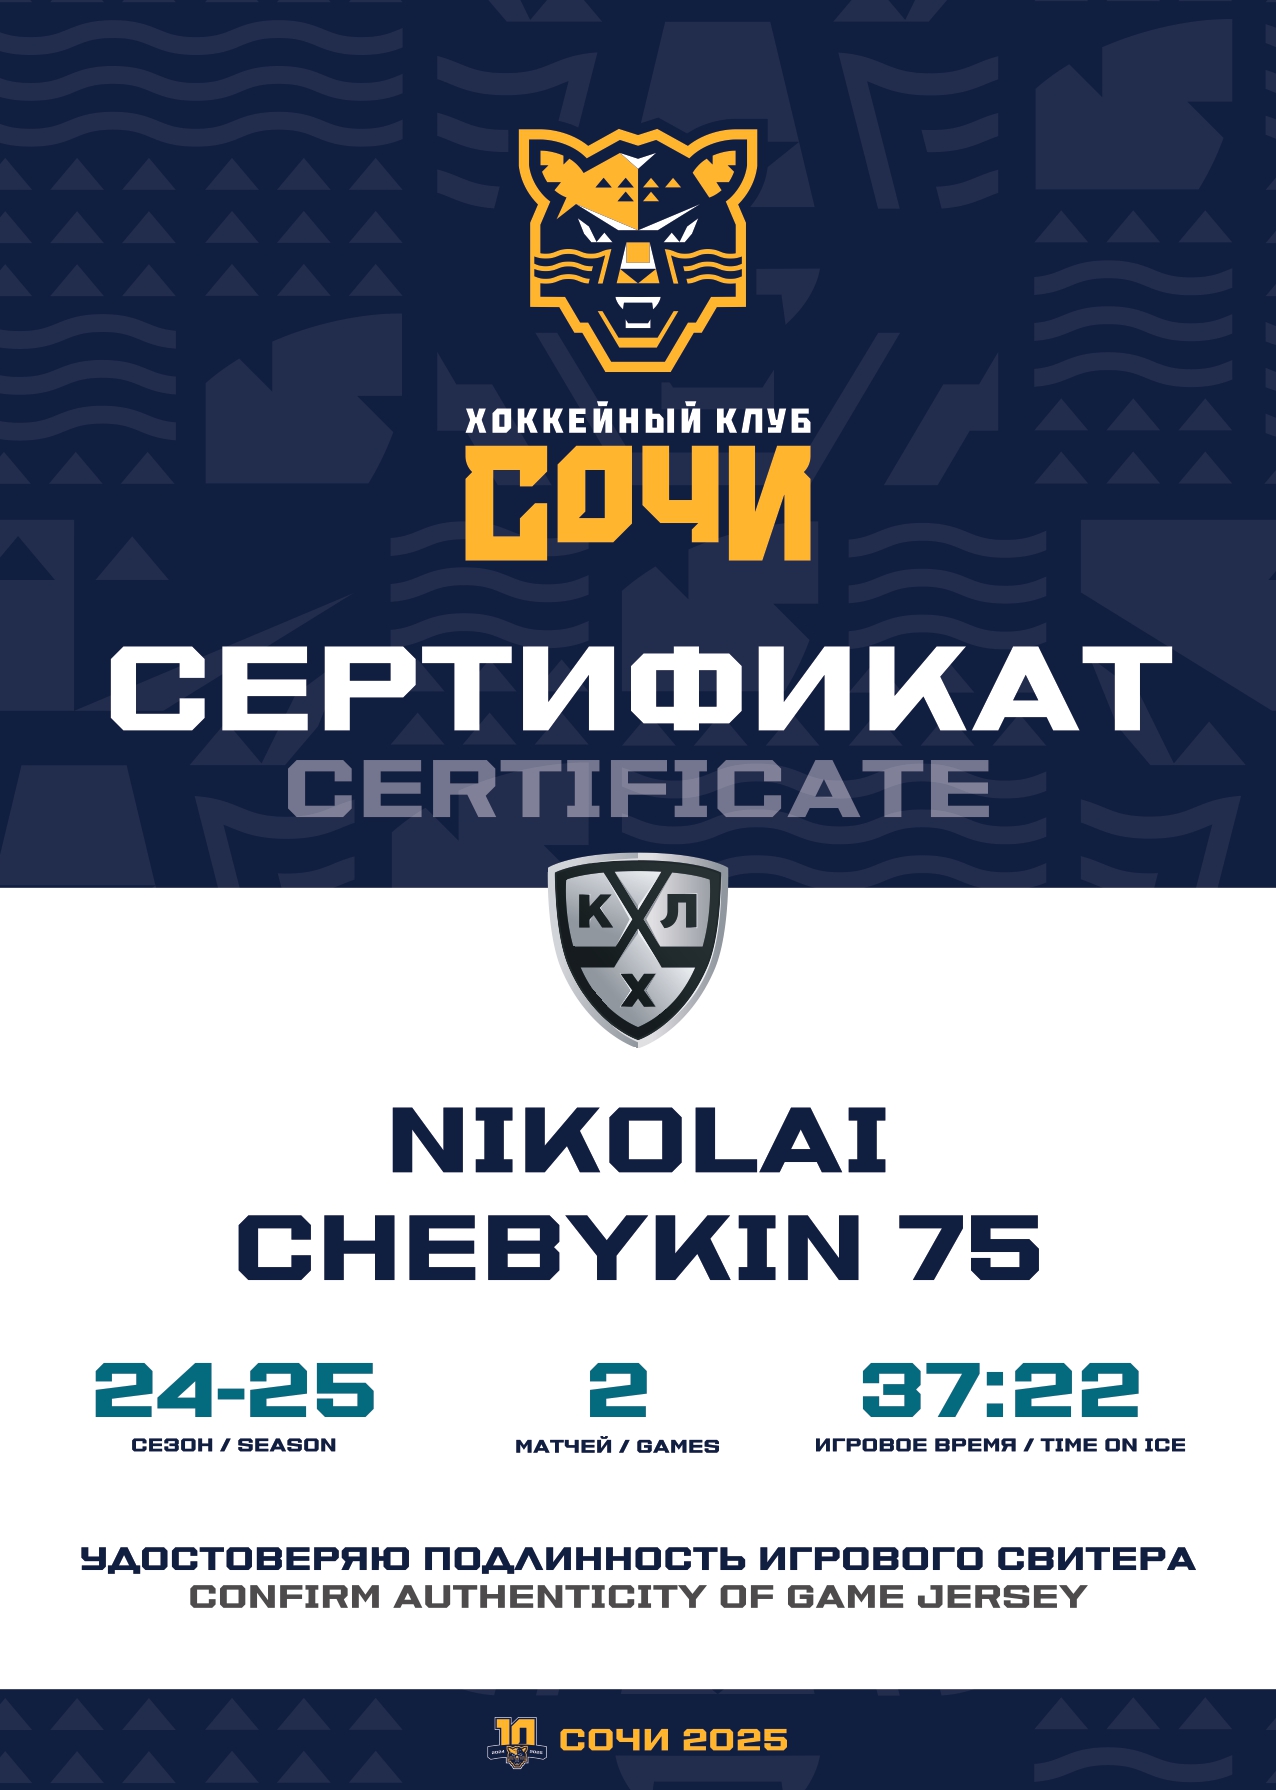 ХОККЕЙНЫЙ КЛУБ
СОЧИ
СЕРТИФИКАТ
CERTIFICATE
КХЛ
NIKOLAI
CHEBYKIN 75
24-25
СЕЗОН / SEASON
2
МАТЧЕЙ / GAMES
37:22
ИГРОВОЕ ВРЕМЯ / TIME ON ICE
УДОСТОВЕРЯЮ ПОДЛИННОСТЬ ИГРОВОГО СВИТЕРА
CONFIRM AUTHENTICITY OF GAME JERSEY
10
СОЧИ 2025